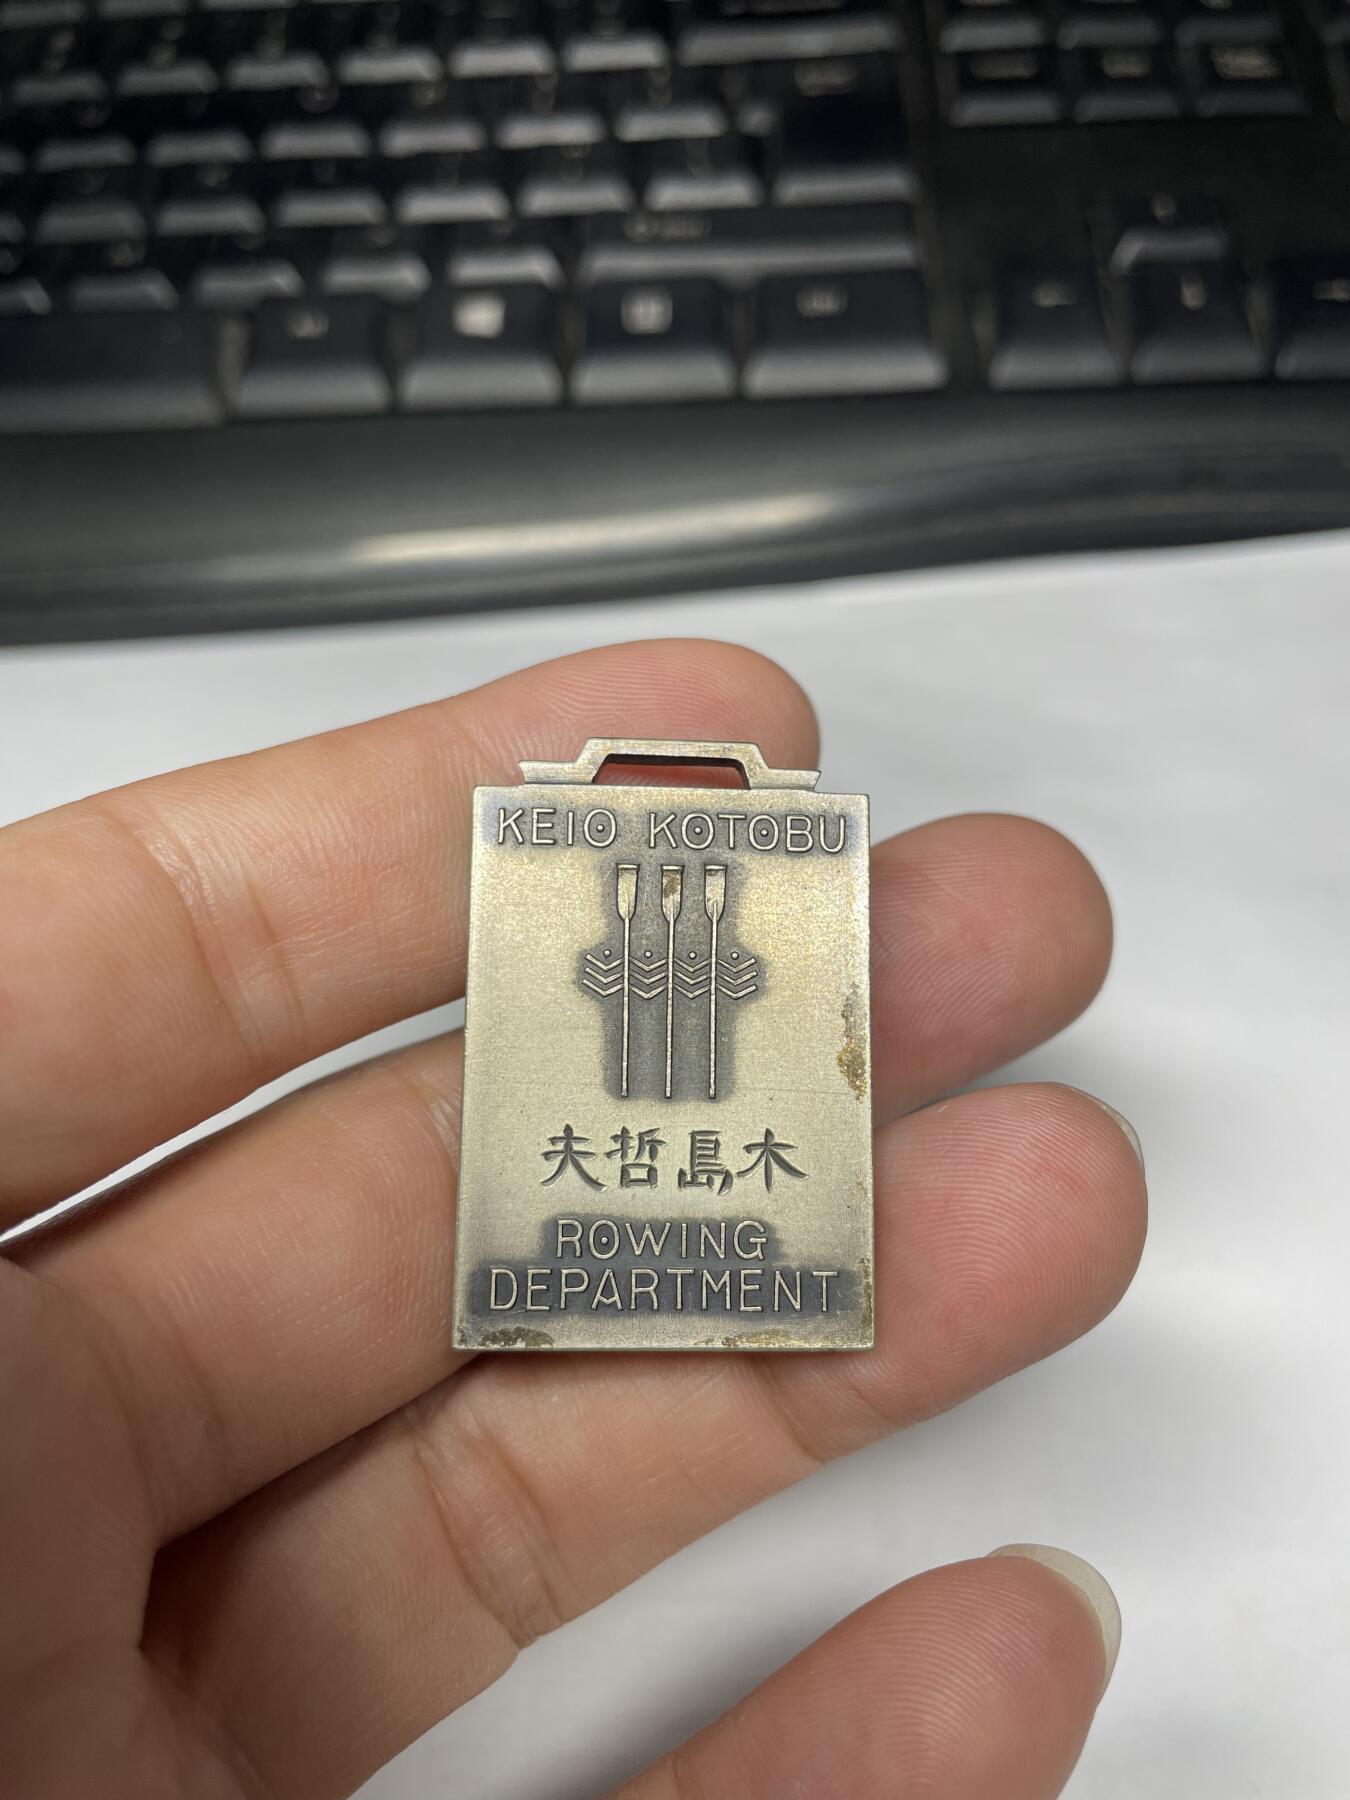 KEIO KOTOBU
夫哲島木
ROWING
DEPARTMENT